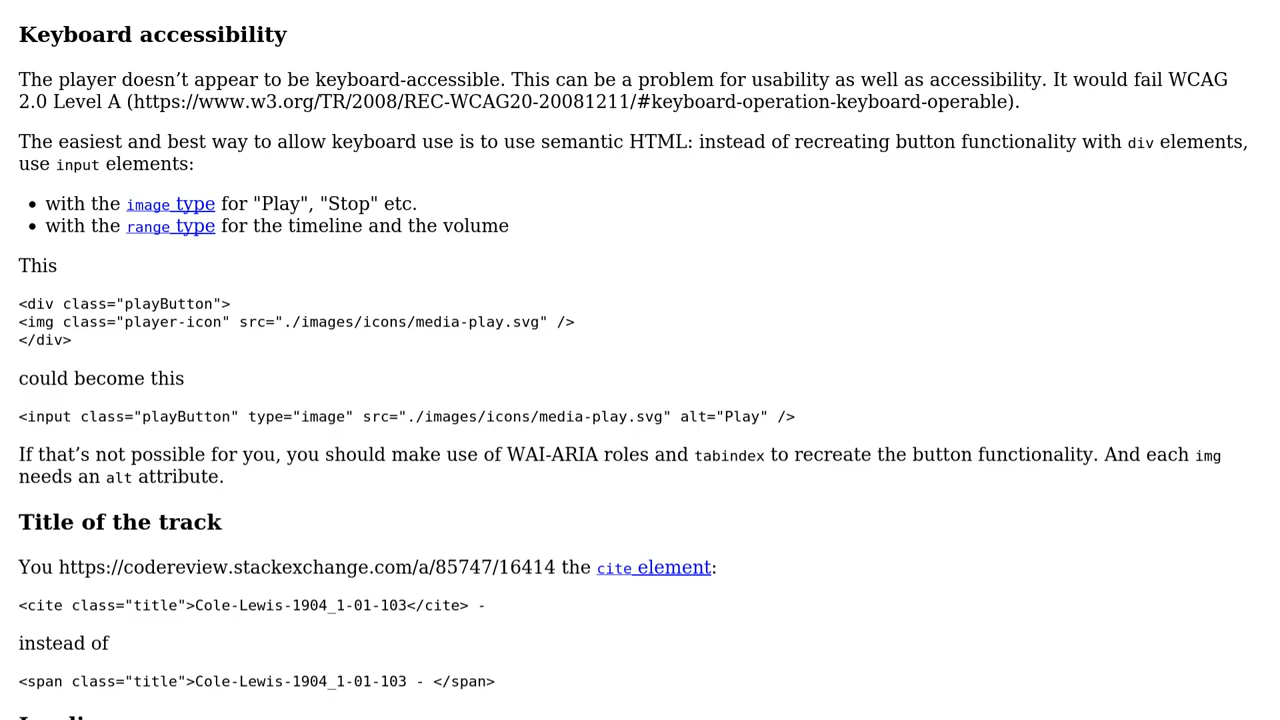 Keyboard accessibility
The player doesn’t appear to be keyboard-accessible. This can be a problem for usability as well as accessibility. It would fail WCAG
2.0 Level A (https://www.w3.org/TR/2008/REC-WCAG20-20081211/#keyboard-operation-keyboard-operable).
The easiest and best way to allow keyboard use is to use semantic HTML: instead of recreating button functionality with div elements,
use input elements:
• with the image type for "Play", "Stop" etc.
• with the range type for the timeline and the volume
This
<div class="playButton">
<img class="player-icon" src="./images/icons/media-play.svg" />
</div>
could become this
<input class="playButton" type="image" src="./images/icons/media-play.svg" alt="Play" />
If that’s not possible for you, you should make use of WAI-ARIA roles and tabindex to recreate the button functionality. And each img
needs an alt attribute.
Title of the track
You https://codereview.stackexchange.com/a/85747/16414 the cite element:
<cite class="title">Cole-Lewis-1904_1-01-103</cite> -
instead of
<span class="title">Cole-Lewis-1904_1-01-103 - </span>